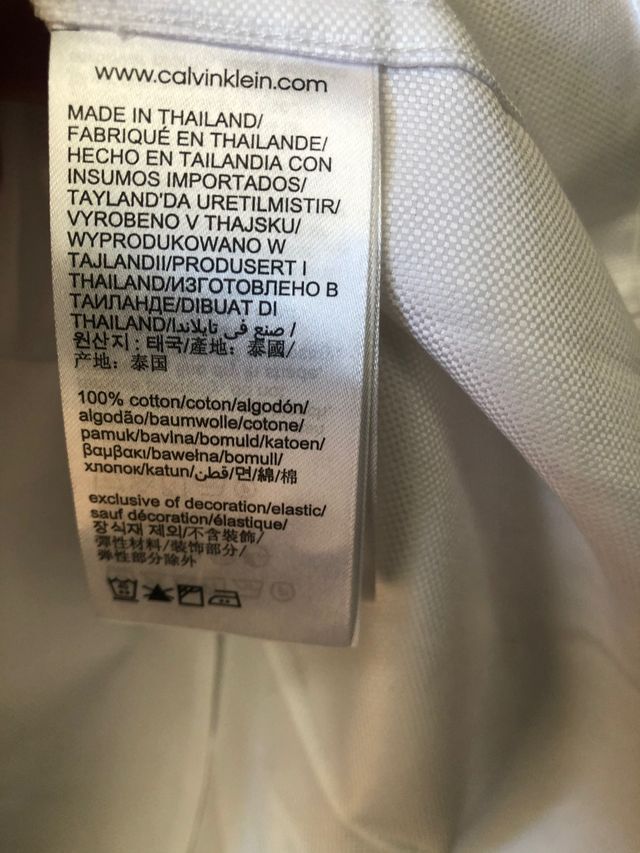 www.calvinklein.com
MADE IN THAILAND/
FABRIQUÉ EN THAILANDE/
HECHO EN TAILANDIA CON
INSUMOS IMPORTADOS/
TAYLAND'DA URETILMISTIR/
VYROBENO V THAJSKU/
WYPRODUKOWANO W
TAJLANDII/PRODUSERT I
THAILAND/ИЗГОТОВЛЕНО В
ТАИЛАНДЕ/DIBUAT DI
THAILAND/صنع في تايلاندا /
원산지: 태국/產地: 泰國/
产地: 泰国
100% cotton/coton/algodón/
algodão/baumwolle/cotone/
pamuk/bavlna/bomuld/katoen/
βαμβακι/bawełna/bomull/
хлопок/katun/قطن/면/綿/棉
exclusive of decoration/elastic/
sauf décoration/élastique/
장식재 제외/不含裝飾/
彈性材料/装饰部分/
弹性部分除外